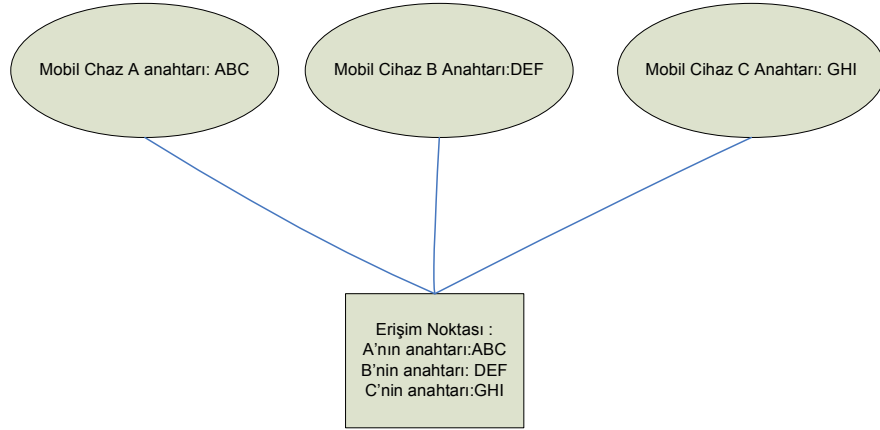 Mobil Chaz A anahtarı: ABC
Mobil Cihaz B Anahtarı:DEF
Mobil Cihaz C Anahtarı: GHI
Erişim Noktası :
A’nın anahtarı:ABC
B’nin anahtarı: DEF
C’nin anahtarı:GHI